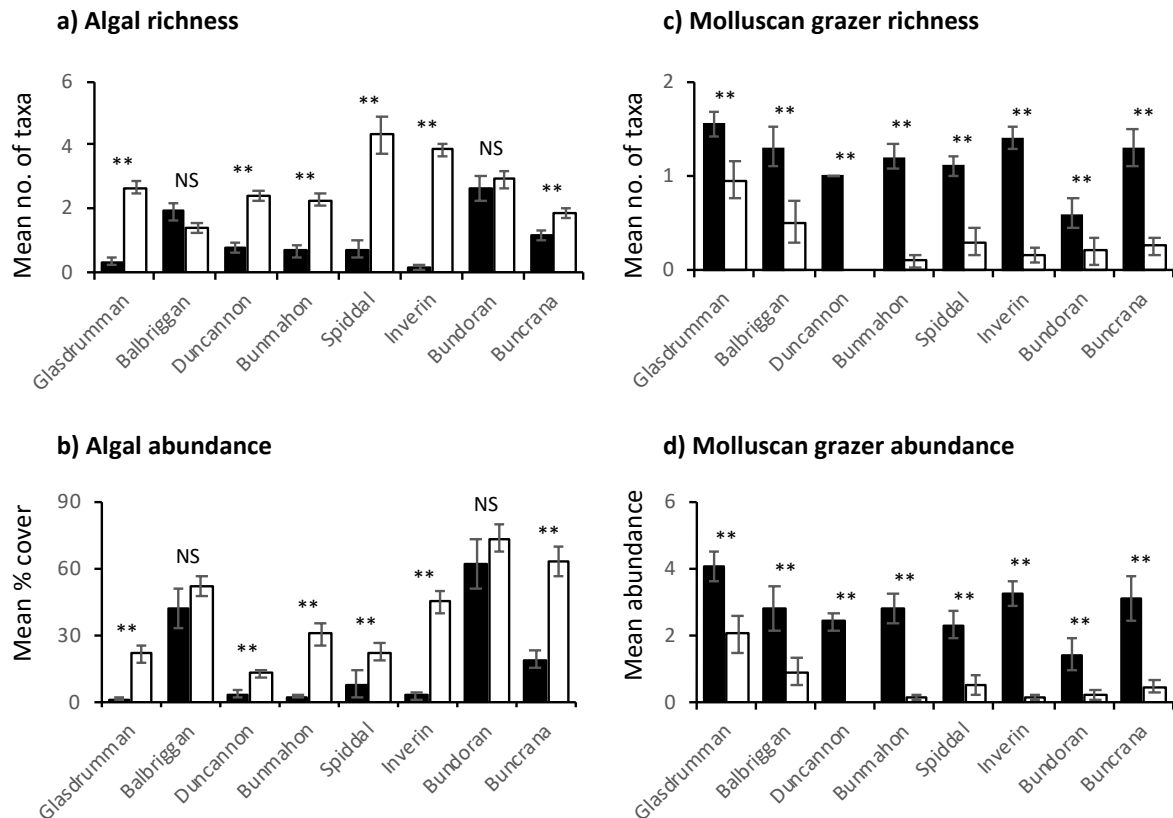 a) Algal richness
Mean no. of taxa
6
4
2
0
**
NS
**
**
**
**
NS
**
Glasdrumman
Balbriggan
Duncannon
Bunmahon
Spiddal
Inverin
Bundoran
Buncrana
c) Molluscan grazer richness
Mean no. of taxa
2
1
0
**
**
**
**
**
**
**
**
Glasdrumman
Balbriggan
Duncannon
Bunmahon
Spiddal
Inverin
Bundoran
Buncrana
b) Algal abundance
Mean % cover
90
60
30
0
**
NS
**
**
**
**
NS
**
Glasdrumman
Balbriggan
Duncannon
Bunmahon
Spiddal
Inverin
Bundoran
Buncrana
d) Molluscan grazer abundance
Mean abundance
6
4
2
0
**
**
**
**
**
**
**
**
Glasdrumman
Balbriggan
Duncannon
Bunmahon
Spiddal
Inverin
Bundoran
Buncrana